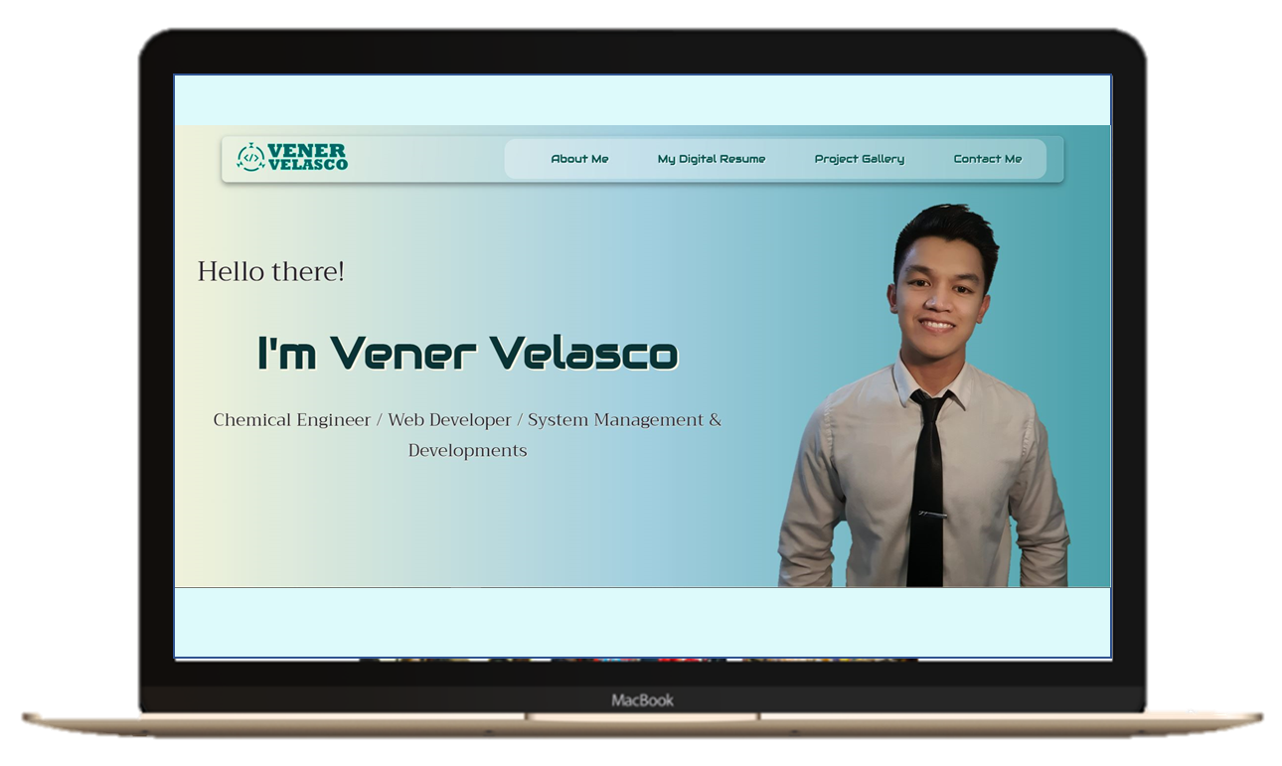 VENER
VELASCO
About Me
My Digital Resume
Project Gallery
Contact Me
Hello there!
I'm Vener Velasco
Chemical Engineer / Web Developer / System Management &
Developments
MacBook